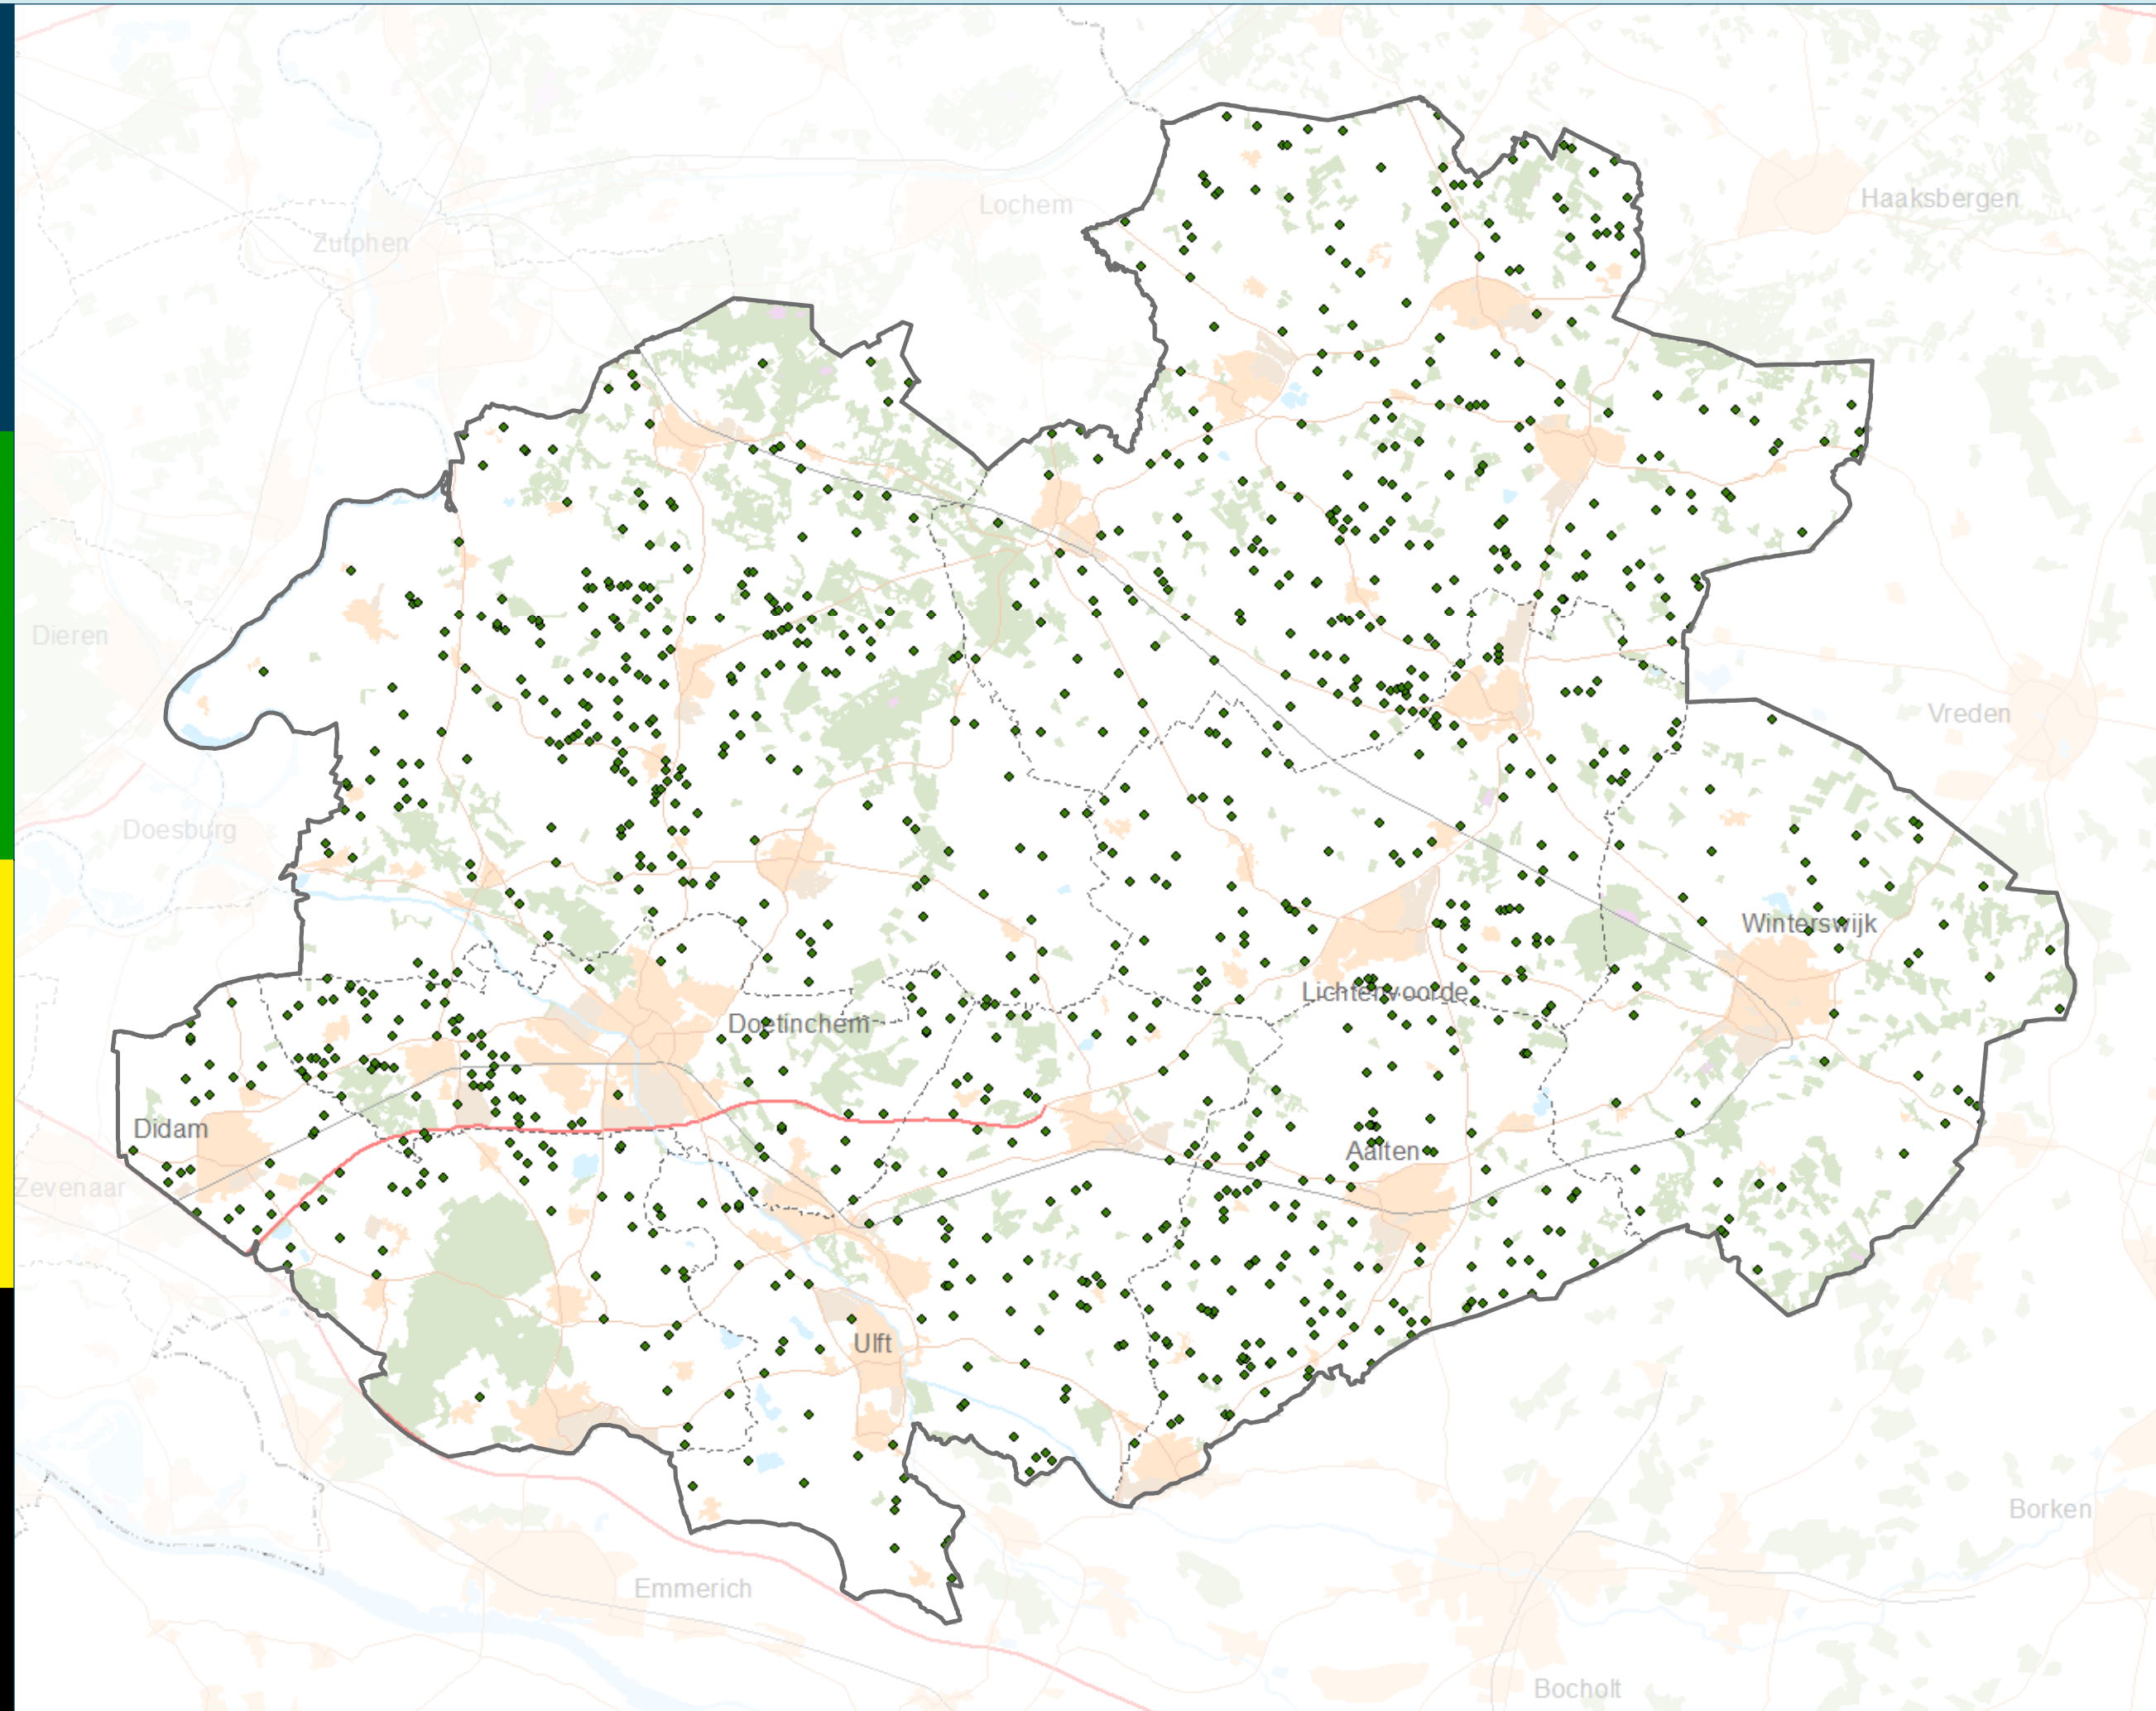 Haaksbergen
Lochem
Zutphen
Dieren
Vreden
Doesburg
Winterswijk
Lichtenvoorde
Doetinchem
Didam
Aalten
Zevenaar
Ulft
Borken
Emmerich
Bocholt